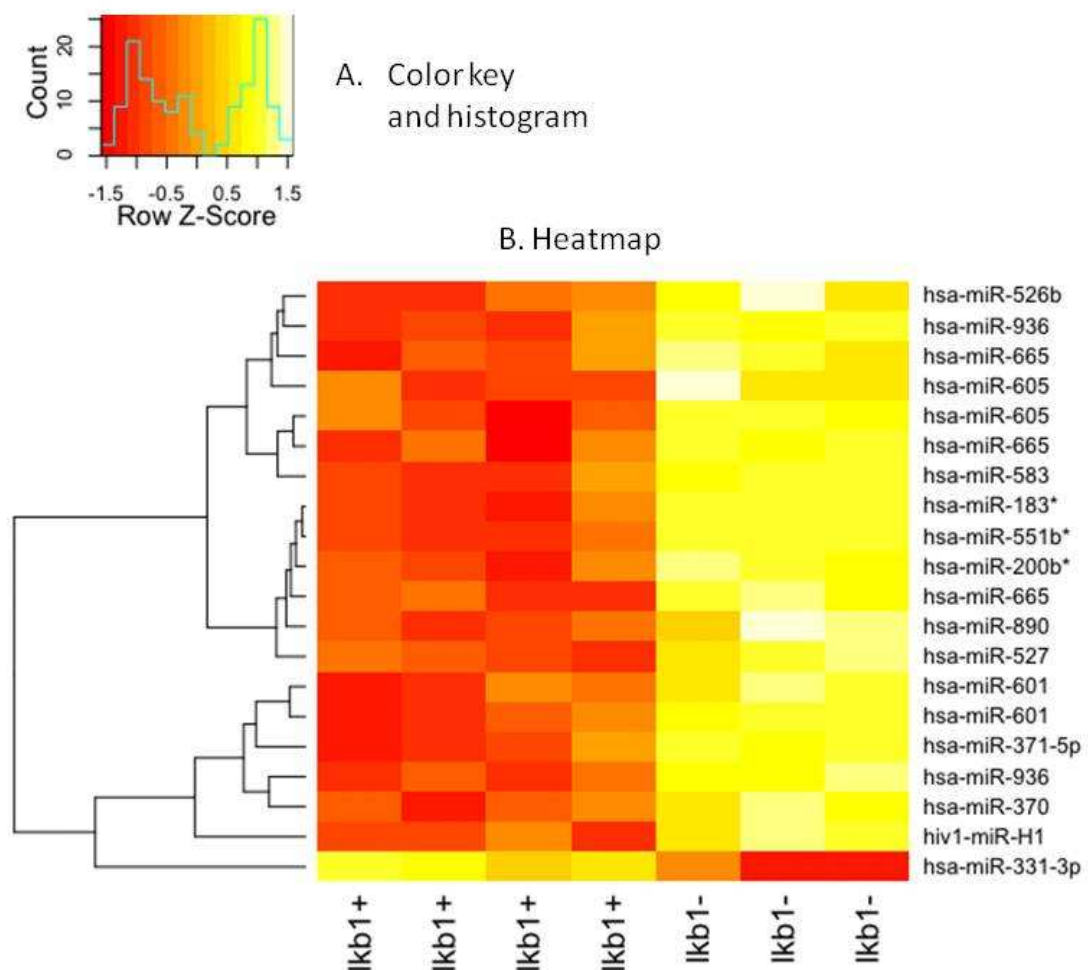 Count
0
10
20
-1.5
-0.5
0.5
1.5
Row Z-Score
A. Color key
and histogram
B. Heatmap
hsa-miR-526b
hsa-miR-936
hsa-miR-665
hsa-miR-605
hsa-miR-605
hsa-miR-665
hsa-miR-583
hsa-miR-183*
hsa-miR-551b*
hsa-miR-200b*
hsa-miR-665
hsa-miR-890
hsa-miR-527
hsa-miR-601
hsa-miR-601
hsa-miR-371-5p
hsa-miR-936
hsa-miR-370
hiv1-miR-H1
hsa-miR-331-3p
lkb1+
lkb1+
lkb1+
lkb1+
lkb1-
lkb1-
lkb1-